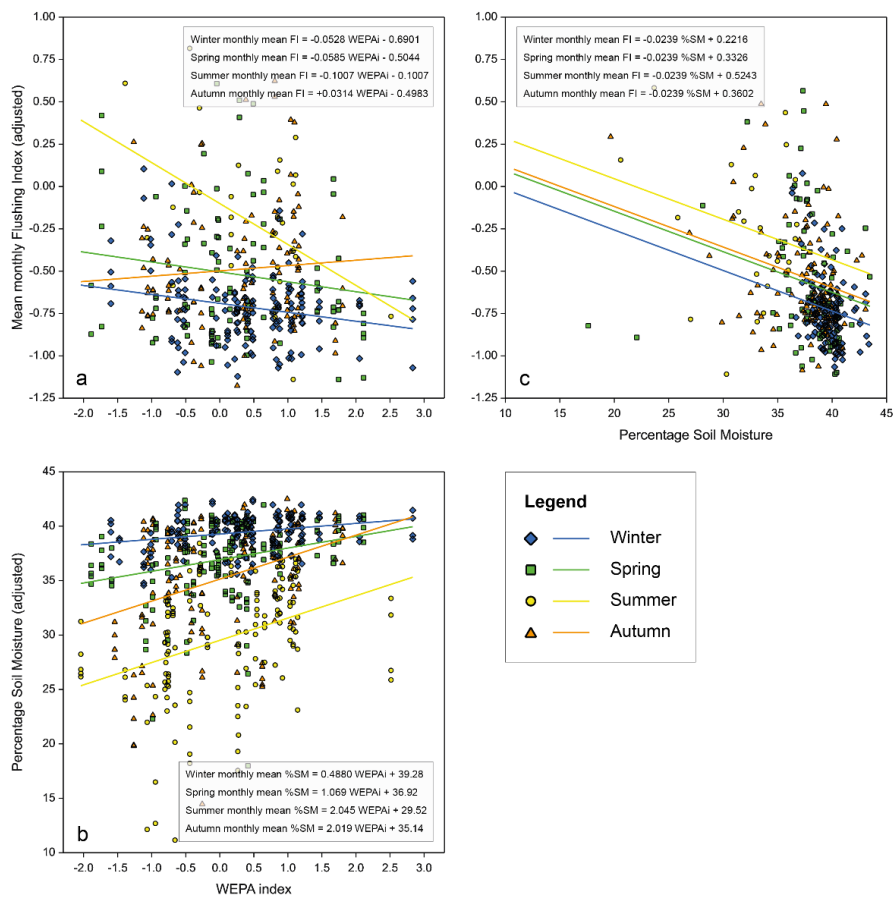 Mean monthly Flushing Index (adjusted)
1.00
0.75
0.50
0.25
0.00
-0.25
-0.50
-0.75
-1.00
-1.25
Winter monthly mean FI = -0.0528 WEPAi - 0.6901
Spring monthly mean FI = -0.0585 WEPAi - 0.5044
Summer monthly mean FI = -0.1007 WEPAi - 0.1007
Autumn monthly mean FI = +0.0314 WEPAi - 0.4983
a
-2.0 -1.5 -1.0 -0.5 0.0 0.5 1.0 1.5 2.0 2.5 3.0
1.00
0.75
0.50
0.25
0.00
-0.25
-0.50
-0.75
-1.00
-1.25
Winter monthly mean FI = -0.0239 %SM + 0.2216
Spring monthly mean FI = -0.0239 %SM + 0.3326
Summer monthly mean FI = -0.0239 %SM + 0.5243
Autumn monthly mean FI = -0.0239 %SM + 0.3602
c
10 15 20 25 30 35 40 45
Percentage Soil Moisture
Percentage Soil Moisture (adjusted)
45
40
35
30
25
20
15
10
Winter monthly mean %SM = 0.4880 WEPAi + 39.28
Spring monthly mean %SM = 1.069 WEPAi + 36.92
Summer monthly mean %SM = 2.045 WEPAi + 29.52
Autumn monthly mean %SM = 2.019 WEPAi + 35.14
b
-2.0 -1.5 -1.0 -0.5 0.0 0.5 1.0 1.5 2.0 2.5 3.0
WEPA index
Legend
Winter
Spring
Summer
Autumn